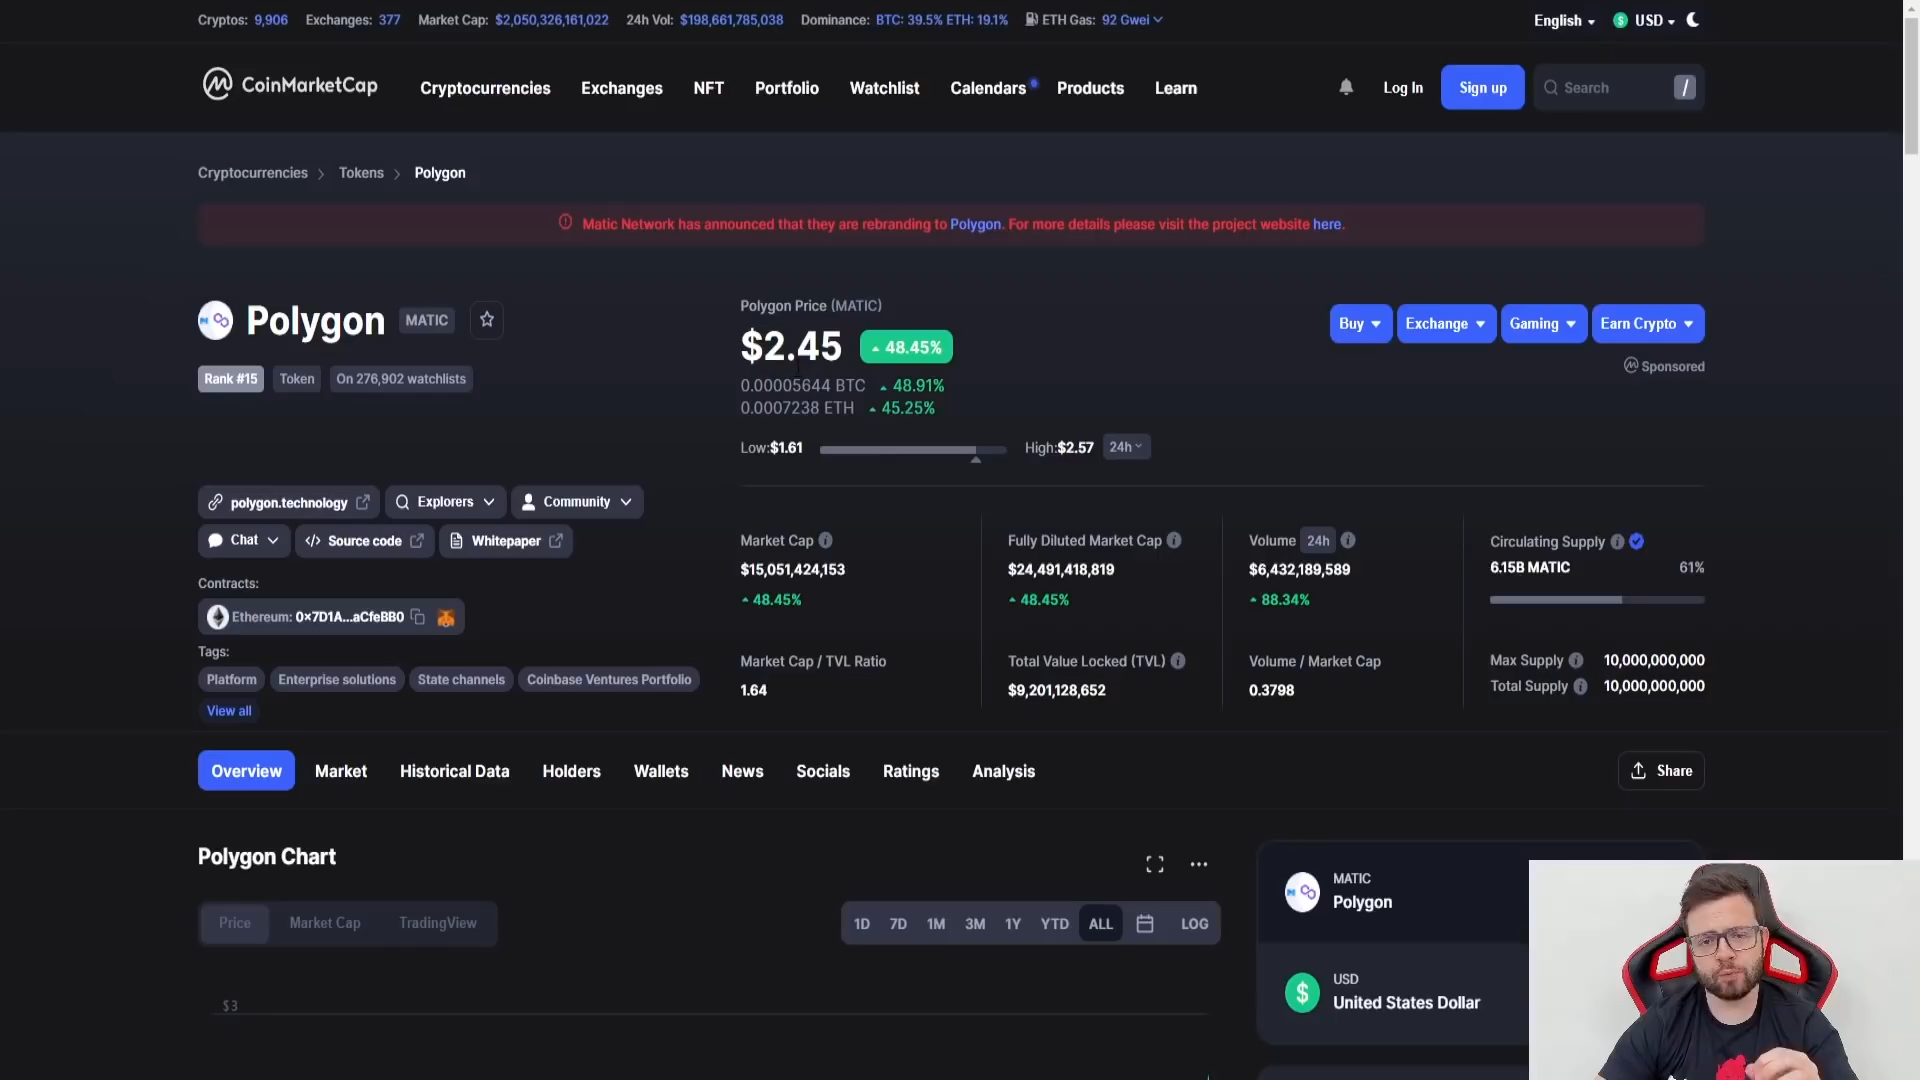 Cryptos: 9,906 Exchanges: 377 Market Cap: $2,050,326,161,022 24h Vol: $198,661,785,038 Dominance: BTC: 39.5% ETH: 19.1% ETH Gas: 92 Gwei English USD
CoinMarketCap Cryptocurrencies Exchanges NFT Portfolio Watchlist Calendars Products Learn Log In Sign up Search /
Cryptocurrencies Tokens Polygon
Matic Network has announced that they are rebranding to Polygon. For more details please visit the project website here.
Polygon MATIC
Rank #15 Token On 276,902 watchlists
Polygon Price (MATIC)
$2.45 48.45%
0.00005644 BTC 48.91%
0.0007238 ETH 45.25%
Low:$1.61 High:$2.57 24h
Buy Exchange Gaming Earn Crypto
Sponsored
polygon.technology Explorers Community
Chat Source code Whitepaper
Contracts:
Ethereum: 0x7D1A...aCfeBB0
Tags:
Platform Enterprise solutions State channels Coinbase Ventures Portfolio
View all
Market Cap
$15,051,424,153
48.45%
Fully Diluted Market Cap
$24,491,418,819
48.45%
Volume 24h
$6,432,189,589
88.34%
Circulating Supply
6.15B MATIC 61%
Market Cap / TVL Ratio
1.64
Total Value Locked (TVL)
$9,201,128,652
Volume / Market Cap
0.3798
Max Supply 10,000,000,000
Total Supply 10,000,000,000
Overview Market Historical Data Holders Wallets News Socials Ratings Analysis Share
Polygon Chart
Price Market Cap TradingView 1D 7D 1M 3M 1Y YTD ALL LOG
$3
MATIC
Polygon
USD
United States Dollar